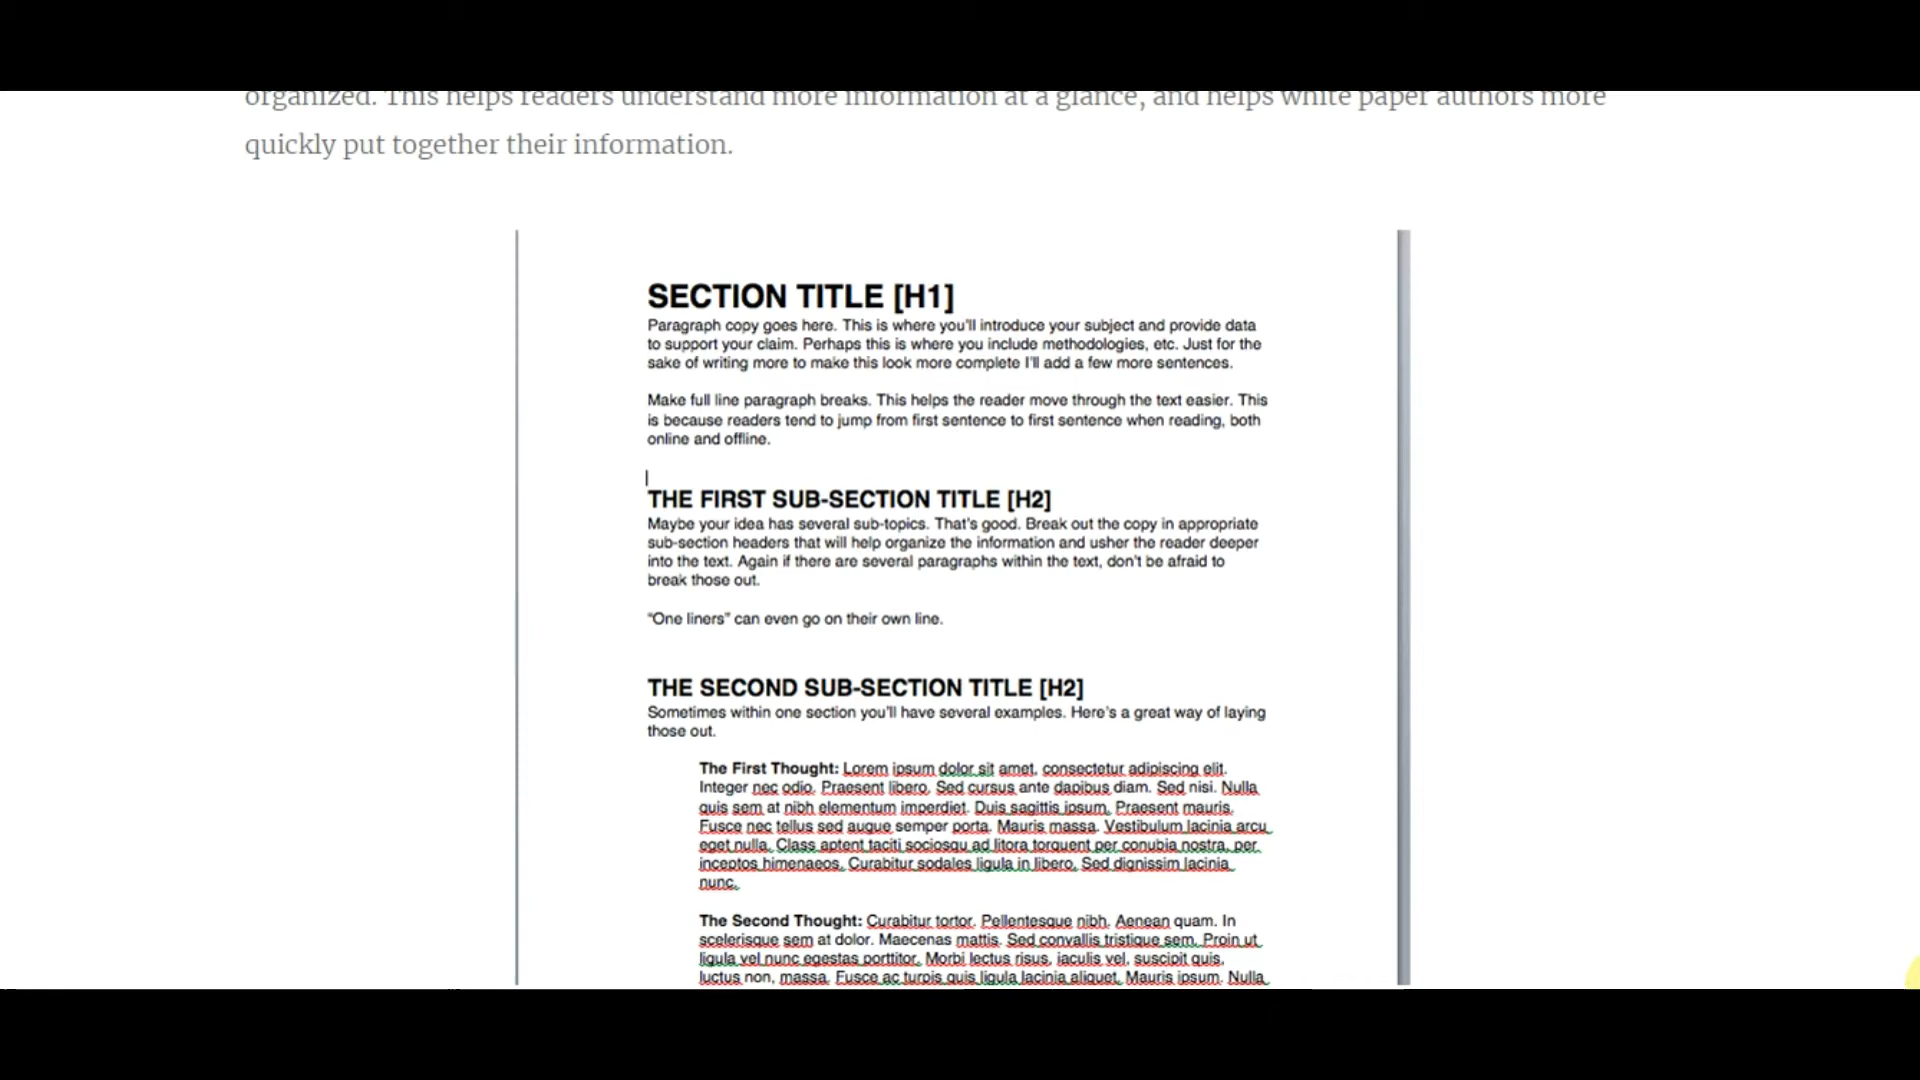 organized. This helps readers understand more information at a glance, and helps white paper authors more
quickly put together their information.
SECTION TITLE [H1]
Paragraph copy goes here. This is where you'll introduce your subject and provide data
to support your claim. Perhaps this is where you include methodologies, etc. Just for the
sake of writing more to make this look more complete I'll add a few more sentences.
Make full line paragraph breaks. This helps the reader move through the text easier. This
is because readers tend to jump from first sentence to first sentence when reading, both
online and offline.
THE FIRST SUB-SECTION TITLE [H2]
Maybe your idea has several sub-topics. That's good. Break out the copy in appropriate
sub-section headers that will help organize the information and usher the reader deeper
into the text. Again if there are several paragraphs within the text, don't be afraid to
break those out.
“One liners” can even go on their own line.
THE SECOND SUB-SECTION TITLE [H2]
Sometimes within one section you'll have several examples. Here's a great way of laying
those out.
The First Thought: Lorem ipsum dolor sit amet, consectetur adipiscing elit.
Integer nec odio. Praesent libero. Sed cursus ante dapibus diam. Sed nisi. Nulla
quis sem at nibh elementum imperdiet. Duis sagittis ipsum. Praesent mauris.
Fusce nec tellus sed augue semper porta. Mauris massa. Vestibulum lacinia arcu
eget nulla. Class aptent taciti sociosqu ad litora torquent per conubia nostra, per
inceptos himenaeos. Curabitur sodales ligula in libero. Sed dignissim lacinia
nunc.
The Second Thought: Curabitur tortor. Pellentesque nibh. Aenean quam. In
scelerisque sem at dolor. Maecenas mattis. Sed convallis tristique sem. Proin ut
ligula vel nunc egestas porttitor. Morbi lectus risus, iaculis vel, suscipit quis,
luctus non, massa. Fusce ac turpis quis ligula lacinia aliquet. Mauris ipsum. Nulla